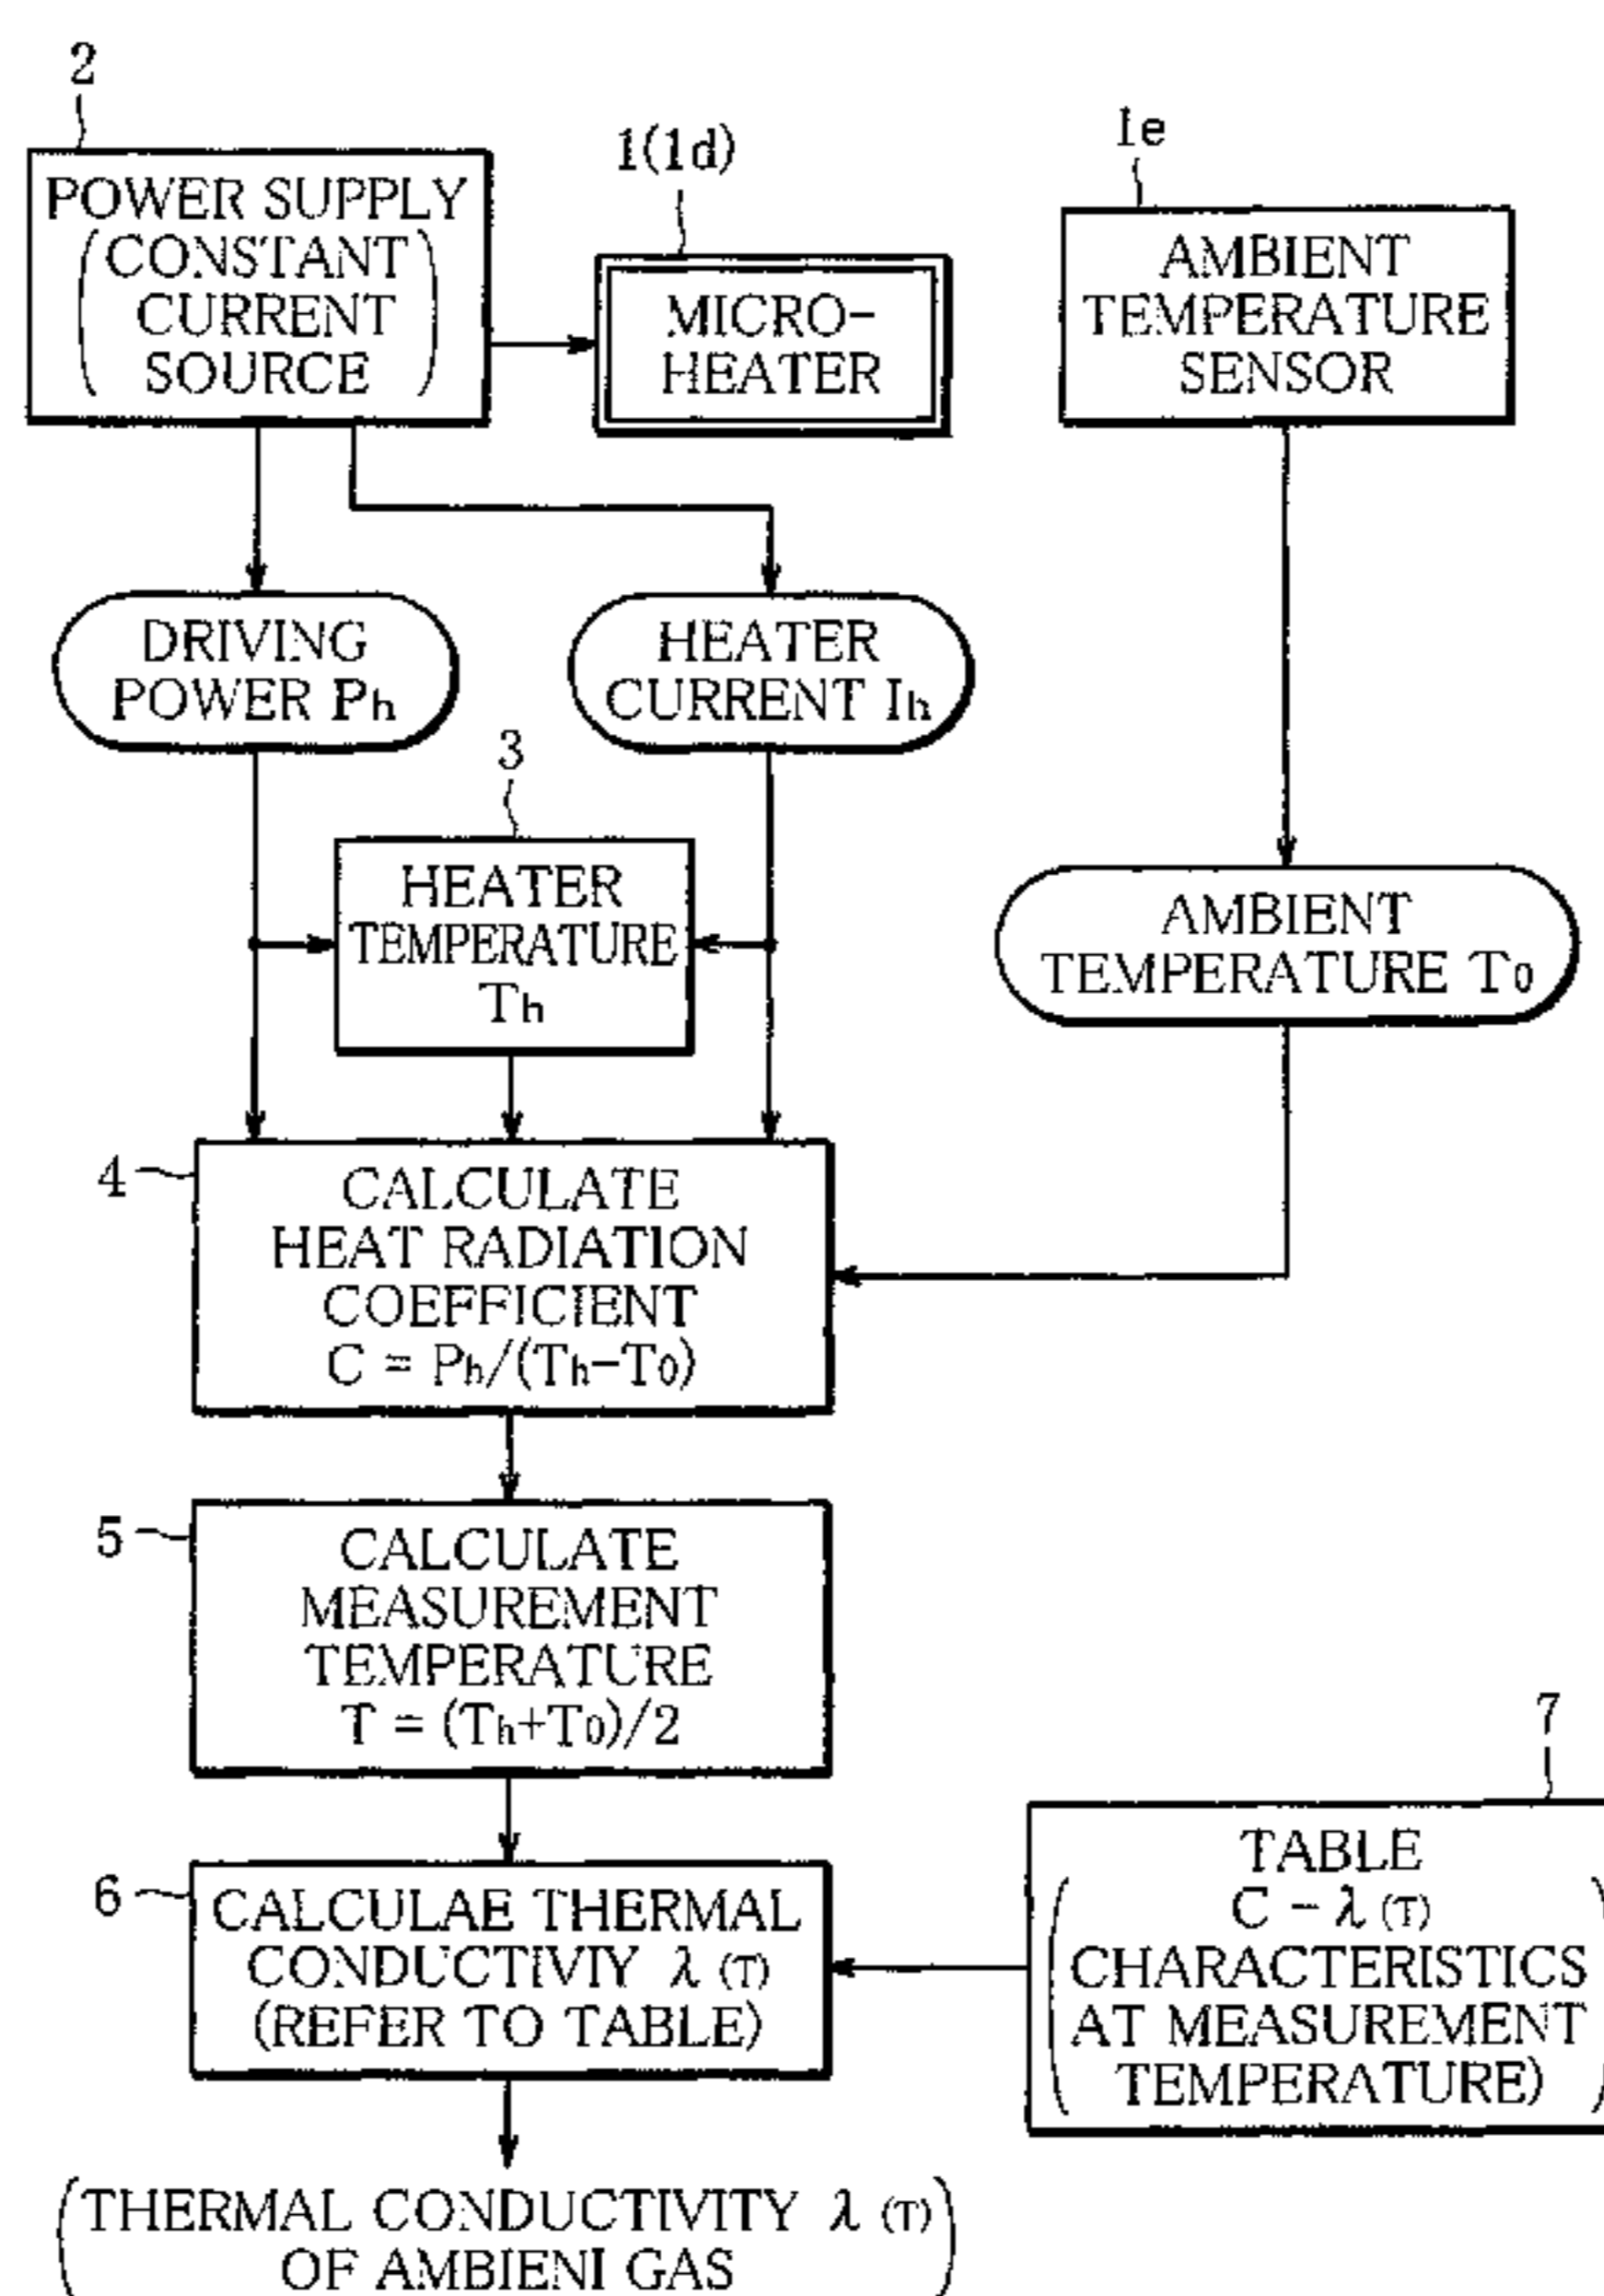 2
POWER SUPPLY
(CONSTANT
CURRENT
SOURCE)
1(1d)
MICRO-
HEATER
1e
AMBIENT
TEMPERATURE
SENSOR
DRIVING
POWER Ph
HEATER
CURRENT Ih
3
HEATER
TEMPERATURE
Th
AMBIENT
TEMPERATURE T0
4
CALCULATE
HEAT RADIATION
COEFFICIENT
C = Ph/(Th-T0)
5
CALCULATE
MEASUREMENT
TEMPERATURE
T = (Th+T0)/2
6
CALCULAE THERMAL
CONDUCTIVIY λ (T)
(REFER TO TABLE)
7
TABLE
(C - λ (T)
CHARACTERISTICS
AT MEASUREMENT
TEMPERATURE))
(THERMAL CONDUCTIVITY λ (T)
OF AMBIENI GAS)